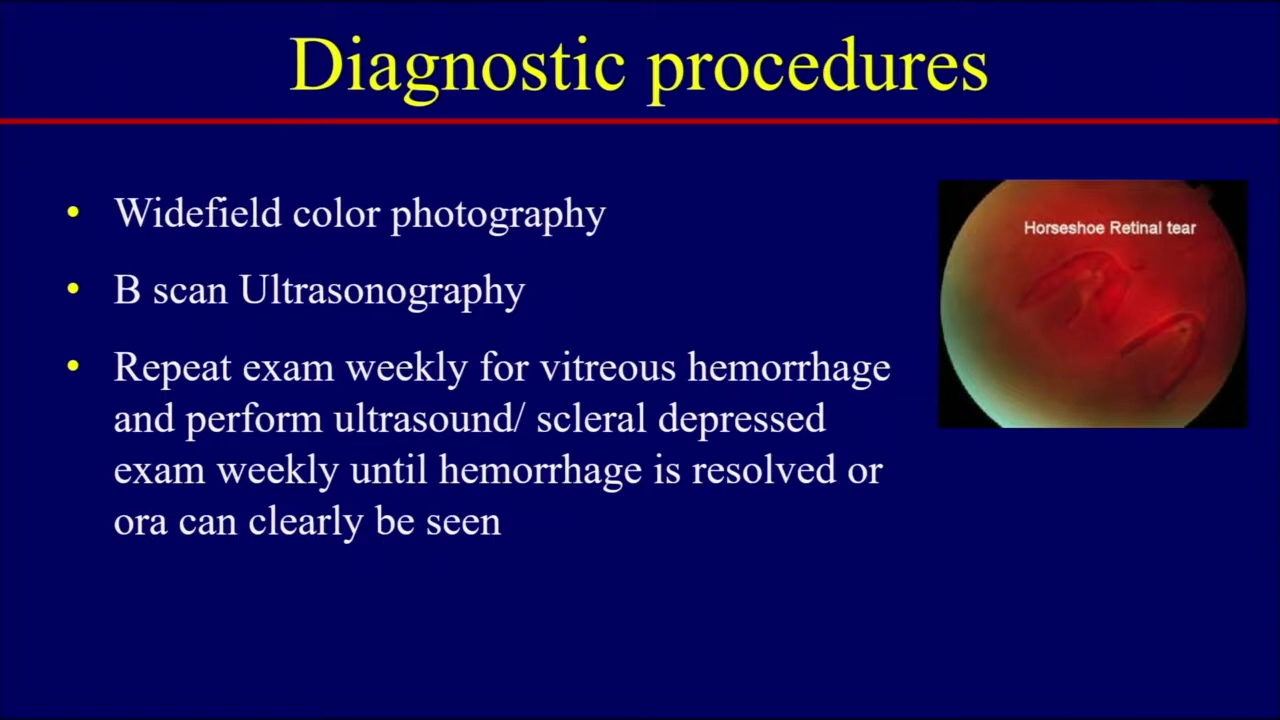 Diagnostic procedures
• Widefield color photography
• B scan Ultrasonography
• Repeat exam weekly for vitreous hemorrhage
and perform ultrasound/ scleral depressed
exam weekly until hemorrhage is resolved or
ora can clearly be seen
Horseshoe Retinal tear